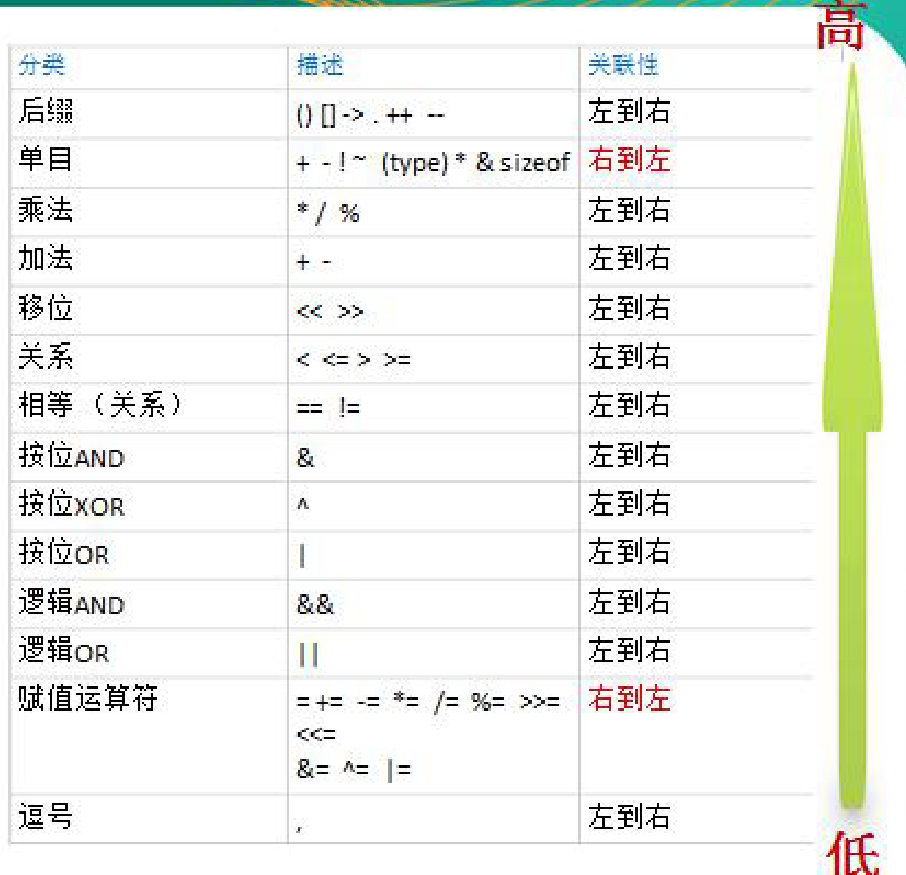 高
分类 描述 关联性
后缀 () [] -> . ++ -- 左到右
单目 + - ! ~ (type) * & sizeof 右到左
乘法 * / % 左到右
加法 + - 左到右
移位 << >> 左到右
关系 < <= > >= 左到右
相等 （关系） == != 左到右
按位AND & 左到右
按位XOR ^ 左到右
按位OR | 左到右
逻辑AND && 左到右
逻辑OR || 左到右
赋值运算符 = += -= *= /= %= >>= 右到左
<<=
&= ^= |=
逗号 , 左到右
低